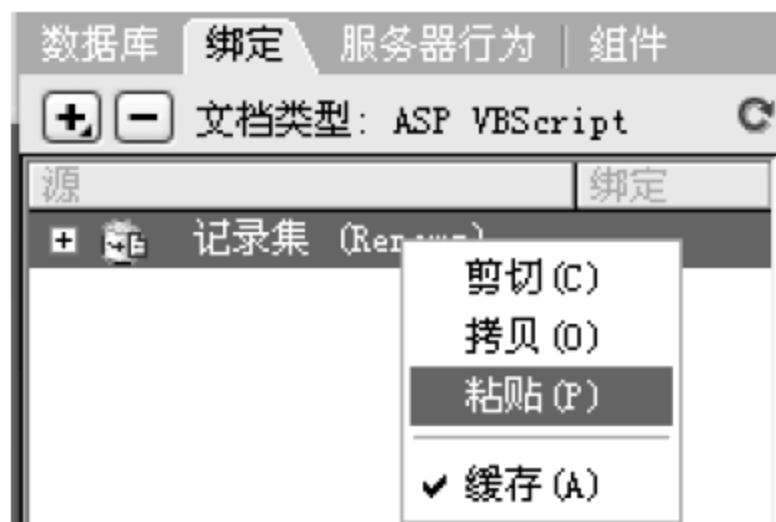 数据库 绑定 服务器行为 组件
文档类型: ASP VBScript
源 绑定
记录集
剪切(C)
拷贝(O)
粘贴(P)
缓存(A)